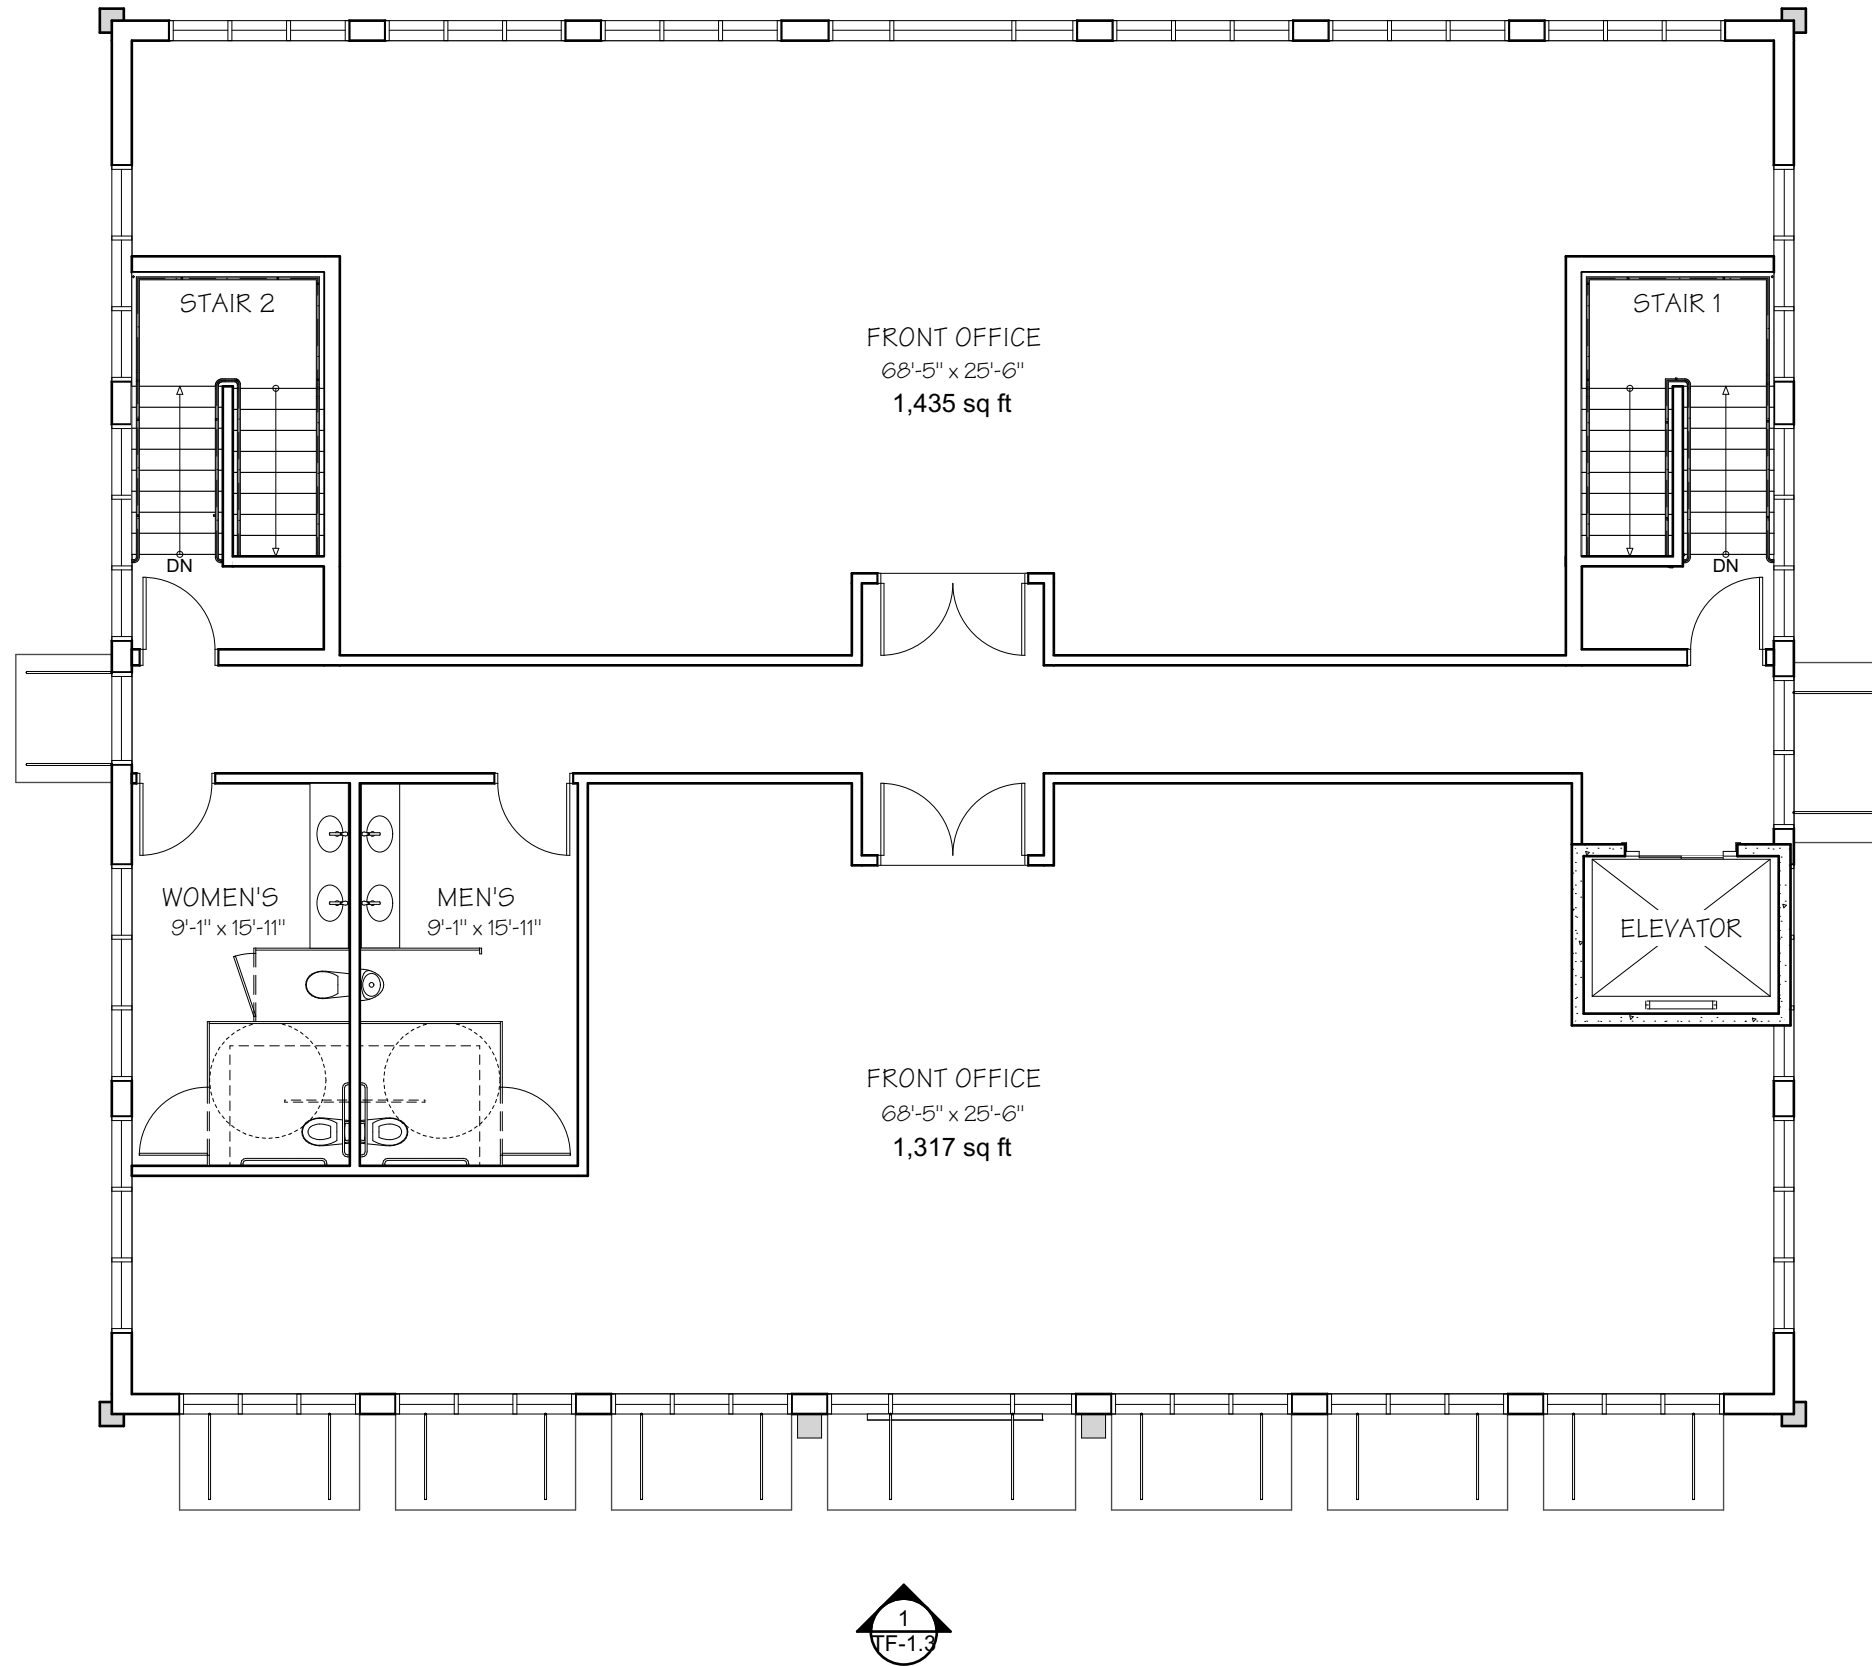 STAIR 2
STAIR 1
FRONT OFFICE
68'-5" x 25'-6"
1,435 sq ft
DN
DN
WOMEN'S
9'-1" x 15'-11"
MEN'S
9'-1" x 15'-11"
ELEVATOR
FRONT OFFICE
68'-5" x 25'-6"
1,317 sq ft
1
TF-1.3